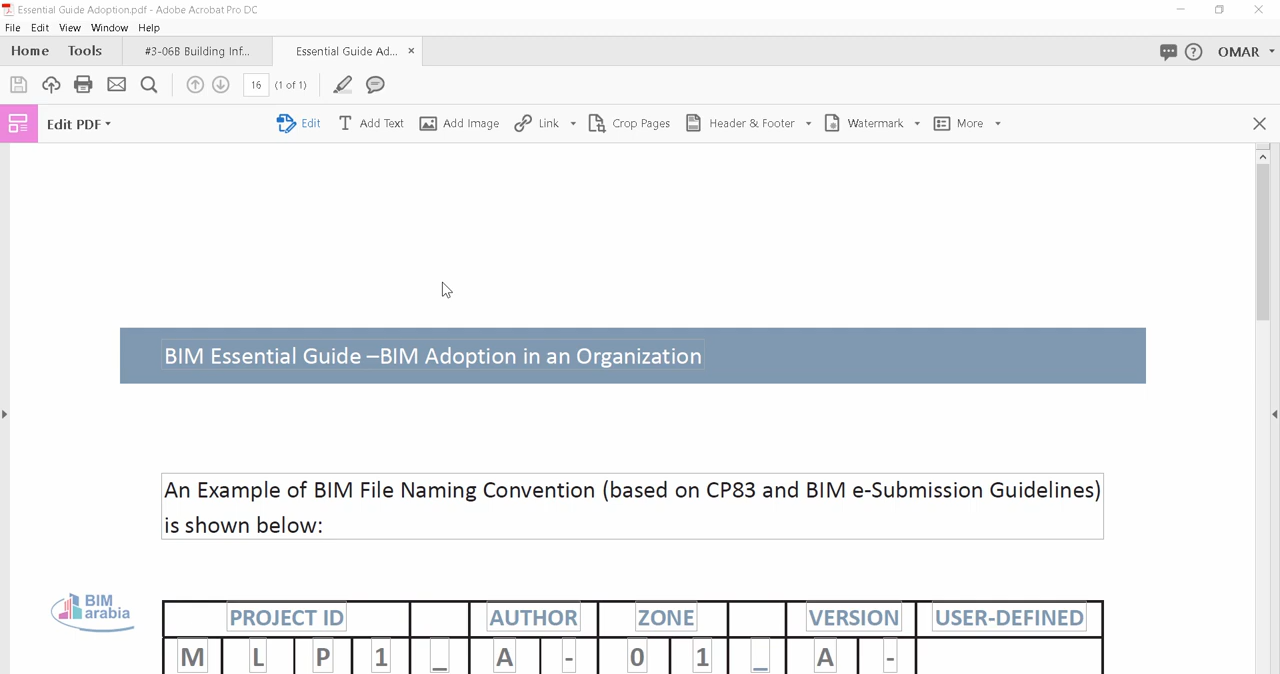 Essential Guide Adoption.pdf - Adobe Acrobat Pro DC
File Edit View Window Help
Home Tools #3-06B Building Inf... Essential Guide Ad... × OMAR
16 (1 of 1)
Edit PDF Edit Add Text Add Image Link Crop Pages Header & Footer Watermark More
BIM Essential Guide –BIM Adoption in an Organization
An Example of BIM File Naming Convention (based on CP83 and BIM e-Submission Guidelines)
is shown below:
BIM
arabia
PROJECT ID AUTHOR ZONE VERSION USER-DEFINED
M L P 1 _ A - 0 1 _ A -